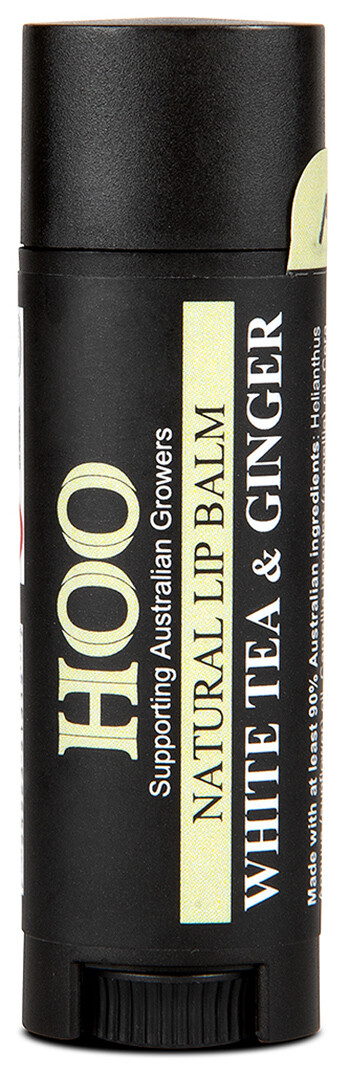 HOO
Supporting Australian Growers
NATURAL LIP BALM
WHITE TEA & GINGER
Made with at least 90% Australian ingredients: Helianthus